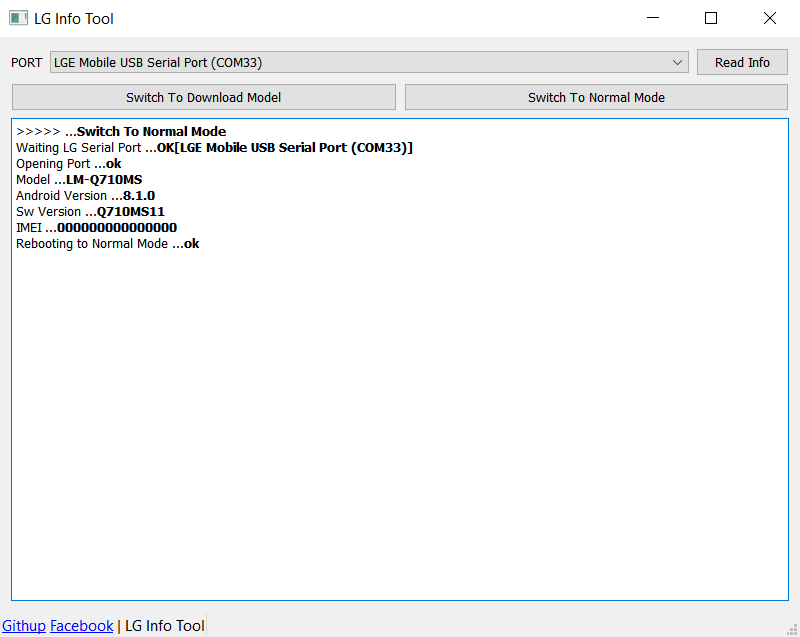 LG Info Tool
PORT LGE Mobile USB Serial Port (COM33) Read Info
Switch To Download Model Switch To Normal Mode
>>>>> ...Switch To Normal Mode
Waiting LG Serial Port ...OK[LGE Mobile USB Serial Port (COM33)]
Opening Port ...ok
Model ...LM-Q710MS
Android Version ...8.1.0
Sw Version ...Q710MS11
IMEI ...000000000000000
Rebooting to Normal Mode ...ok
Githup Facebook | LG Info Tool